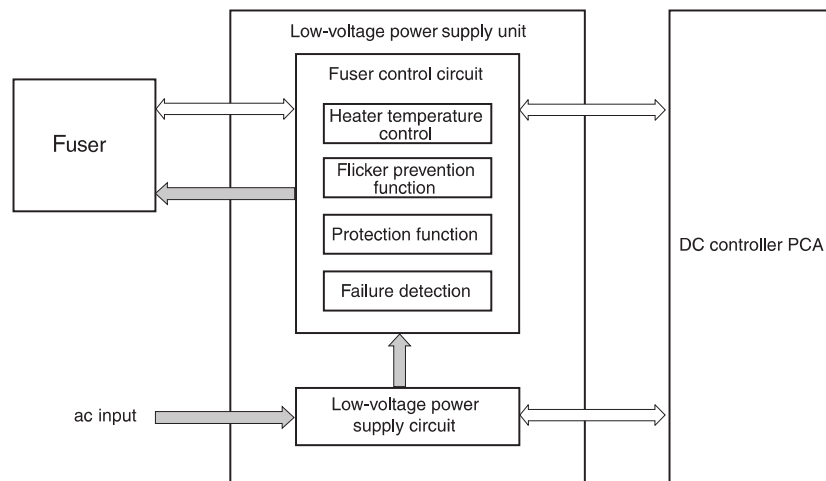 Low-voltage power supply unit
Fuser control circuit
Fuser
Heater temperature
control
Flicker prevention
function
Protection function
DC controller PCA
Failure detection
ac input
Low-voltage power
supply circuit